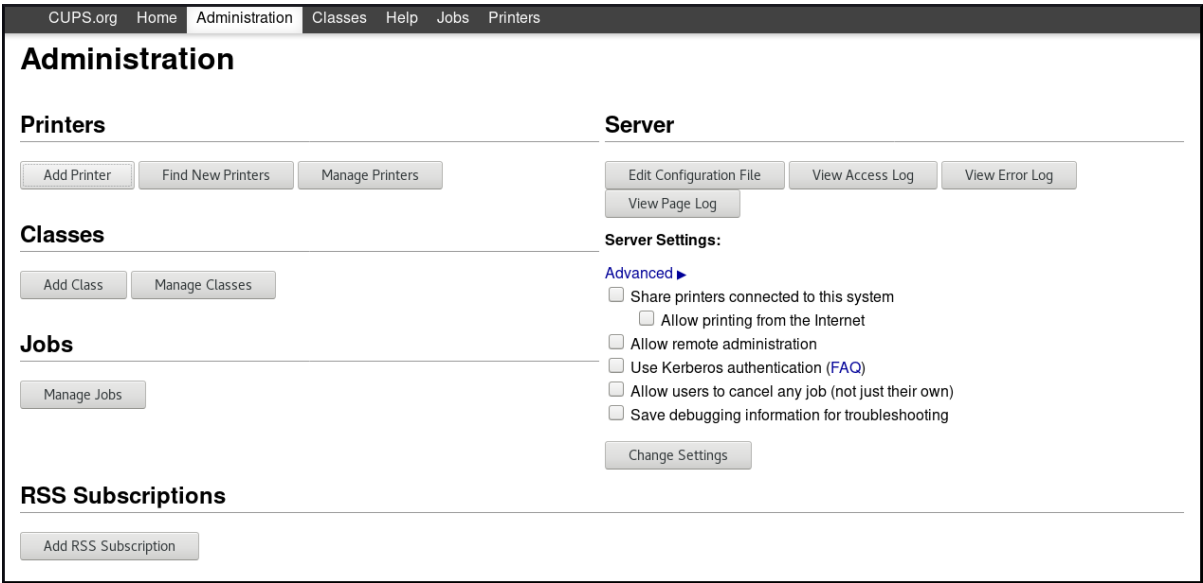 CUPS.org Home Administration Classes Help Jobs Printers
Administration
Printers
Add Printer Find New Printers Manage Printers
Classes
Add Class Manage Classes
Jobs
Manage Jobs
Server
Edit Configuration File View Access Log View Error Log
View Page Log
Server Settings:
Advanced ▶
Share printers connected to this system
Allow printing from the Internet
Allow remote administration
Use Kerberos authentication (FAQ)
Allow users to cancel any job (not just their own)
Save debugging information for troubleshooting
Change Settings
RSS Subscriptions
Add RSS Subscription